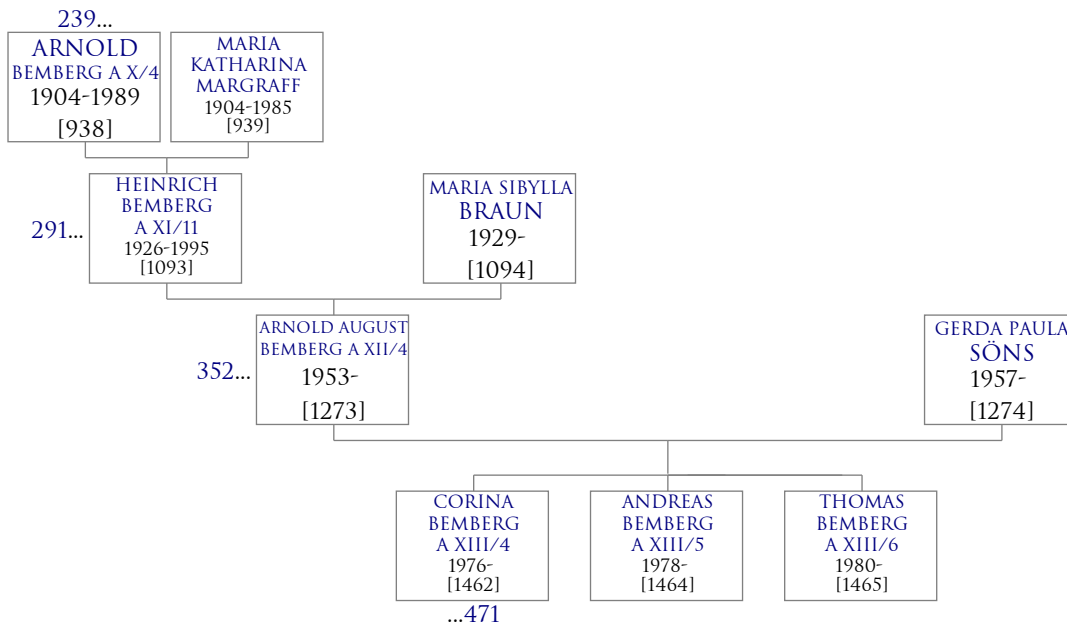 239...
ARNOLD
BEMBERG A X/4
1904-1989
[938]
MARIA
KATHARINA
MARGRAFF
1904-1985
[939]
291...
HEINRICH
BEMBERG
A XI/11
1926-1995
[1093]
MARIA SIBYLLA
BRAUN
1929-
[1094]
352...
ARNOLD AUGUST
BEMBERG A XII/4
1953-
[1273]
GERDA PAULA
SÖNS
1957-
[1274]
CORINA
BEMBERG
A XIII/4
1976-
[1462]
...471
ANDREAS
BEMBERG
A XIII/5
1978-
[1464]
THOMAS
BEMBERG
A XIII/6
1980-
[1465]